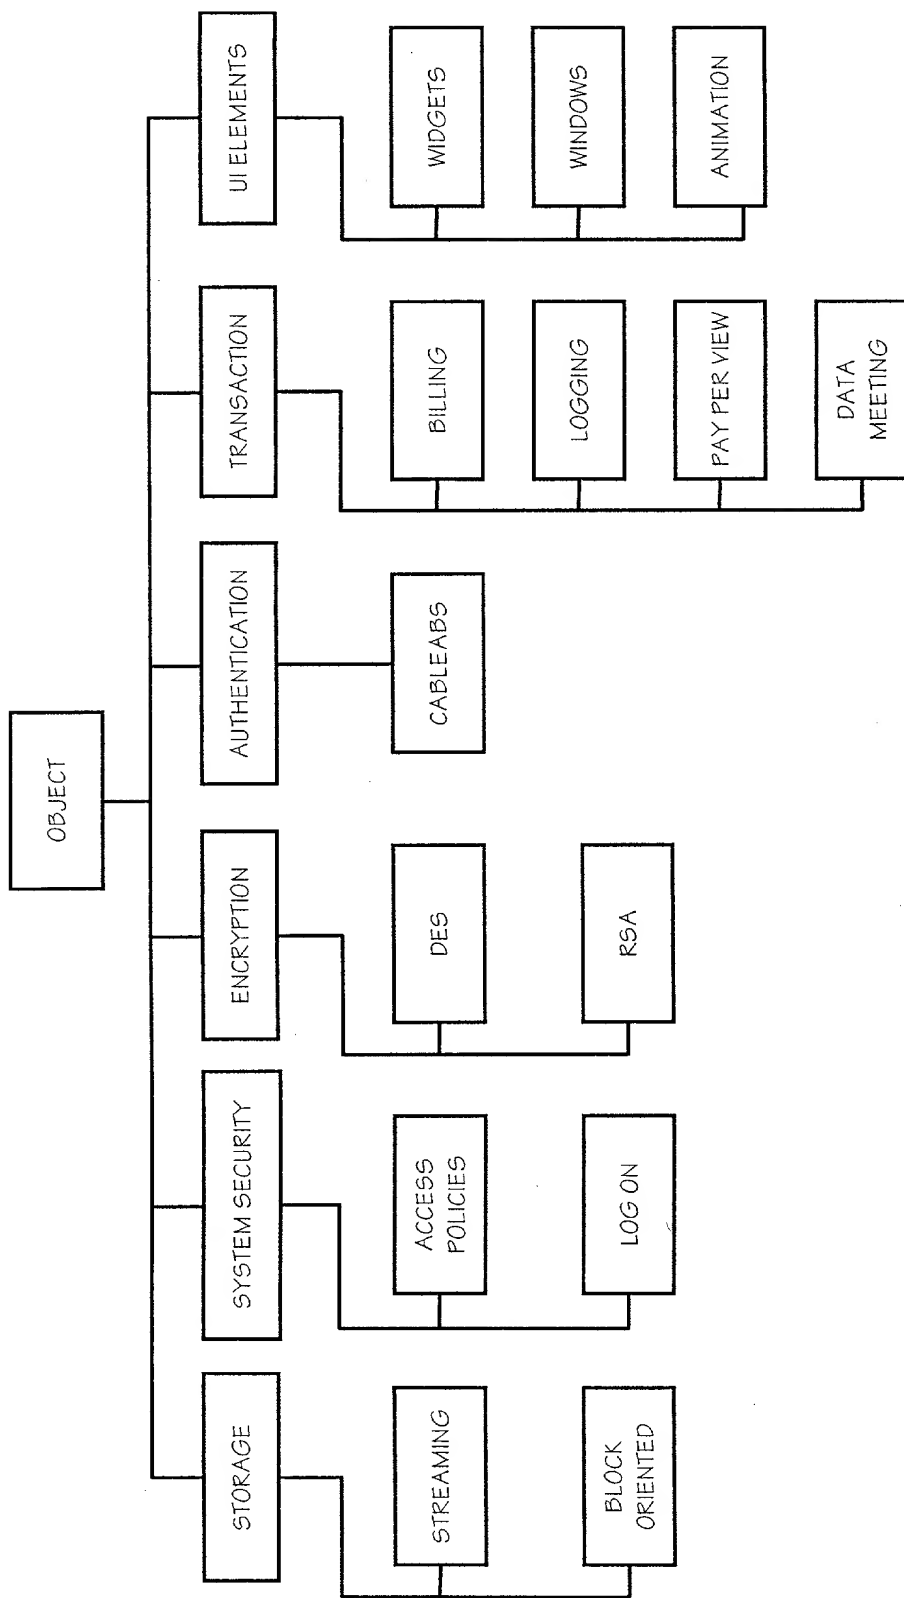 OBJECT
STORAGE
SYSTEM SECURITY
ENCRYPTION
AUTHENTICATION
TRANSACTION
UI ELEMENTS
STREAMING
BLOCK
ORIENTED
ACCESS
POLICIES
LOG ON
DES
RSA
CABLEABS
BILLING
LOGGING
PAY PER VIEW
DATA
MEETING
WIDGETS
WINDOWS
ANIMATION